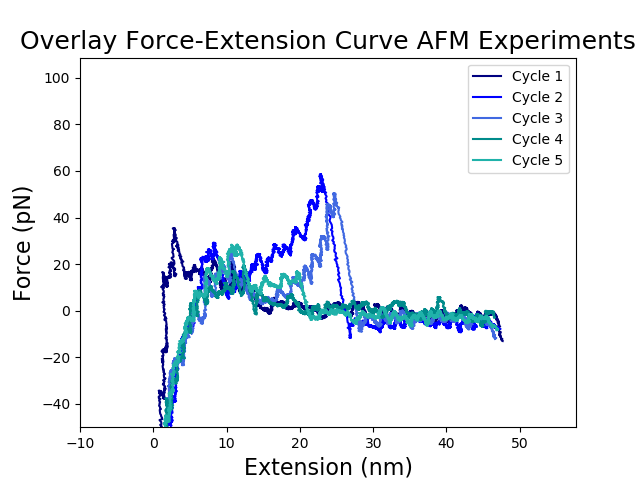 Overlay Force-Extension Curve AFM Experiments
Cycle 1
Cycle 2
Cycle 3
Cycle 4
Cycle 5
Force (pN)
100
80
60
40
20
0
−20
−40
−10
0
10
20
30
40
50
Extension (nm)